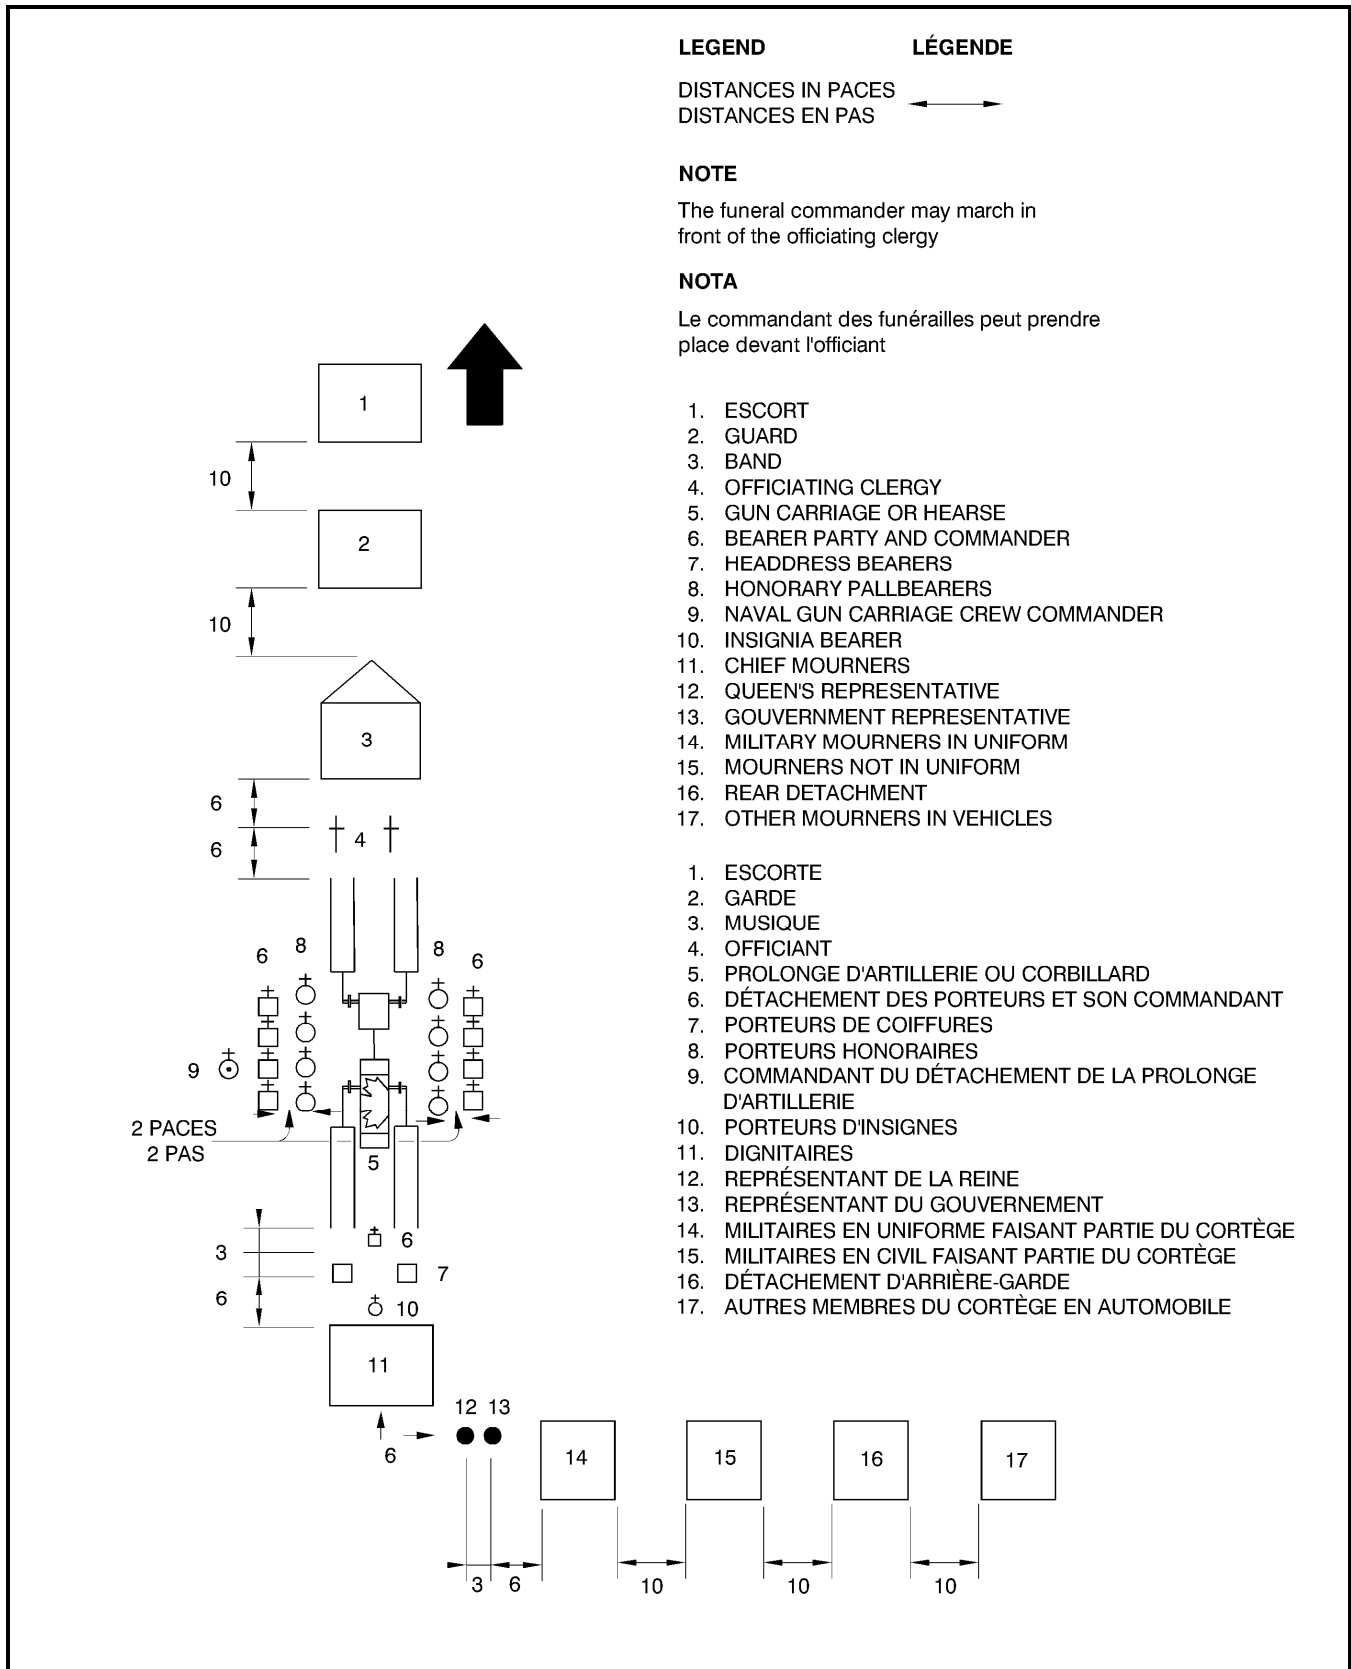 LEGEND LÉGENDE
DISTANCES IN PACES
DISTANCES EN PAS
NOTE
The funeral commander may march in
front of the officiating clergy
NOTA
Le commandant des funérailles peut prendre
place devant l'officiant
1. ESCORT
2. GUARD
3. BAND
4. OFFICIATING CLERGY
5. GUN CARRIAGE OR HEARSE
6. BEARER PARTY AND COMMANDER
7. HEADDRESS BEARERS
8. HONORARY PALLBEARERS
9. NAVAL GUN CARRIAGE CREW COMMANDER
10. INSIGNIA BEARER
11. CHIEF MOURNERS
12. QUEEN'S REPRESENTATIVE
13. GOUVERNMENT REPRESENTATIVE
14. MILITARY MOURNERS IN UNIFORM
15. MOURNERS NOT IN UNIFORM
16. REAR DETACHMENT
17. OTHER MOURNERS IN VEHICLES
1. ESCORTE
2. GARDE
3. MUSIQUE
4. OFFICIANT
5. PROLONGE D'ARTILLERIE OU CORBILLARD
6. DÉTACHEMENT DES PORTEURS ET SON COMMANDANT
7. PORTEURS DE COIFFURES
8. PORTEURS HONORAIRES
9. COMMANDANT DU DÉTACHEMENT DE LA PROLONGE
D'ARTILLERIE
10. PORTEURS D'INSIGNES
11. DIGNITAIRES
12. REPRÉSENTANT DE LA REINE
13. REPRÉSENTANT DU GOUVERNEMENT
14. MILITAIRES EN UNIFORME FAISANT PARTIE DU CORTÈGE
15. MILITAIRES EN CIVIL FAISANT PARTIE DU CORTÈGE
16. DÉTACHEMENT D'ARRIÈRE-GARDE
17. AUTRES MEMBRES DU CORTÈGE EN AUTOMOBILE
1
10
2
10
3
6
4
6
6 8 8 6
9
2 PACES
2 PAS
5
6
3
7
6
10
11
12 13
6
14 15 16 17
3 6 10 10 10